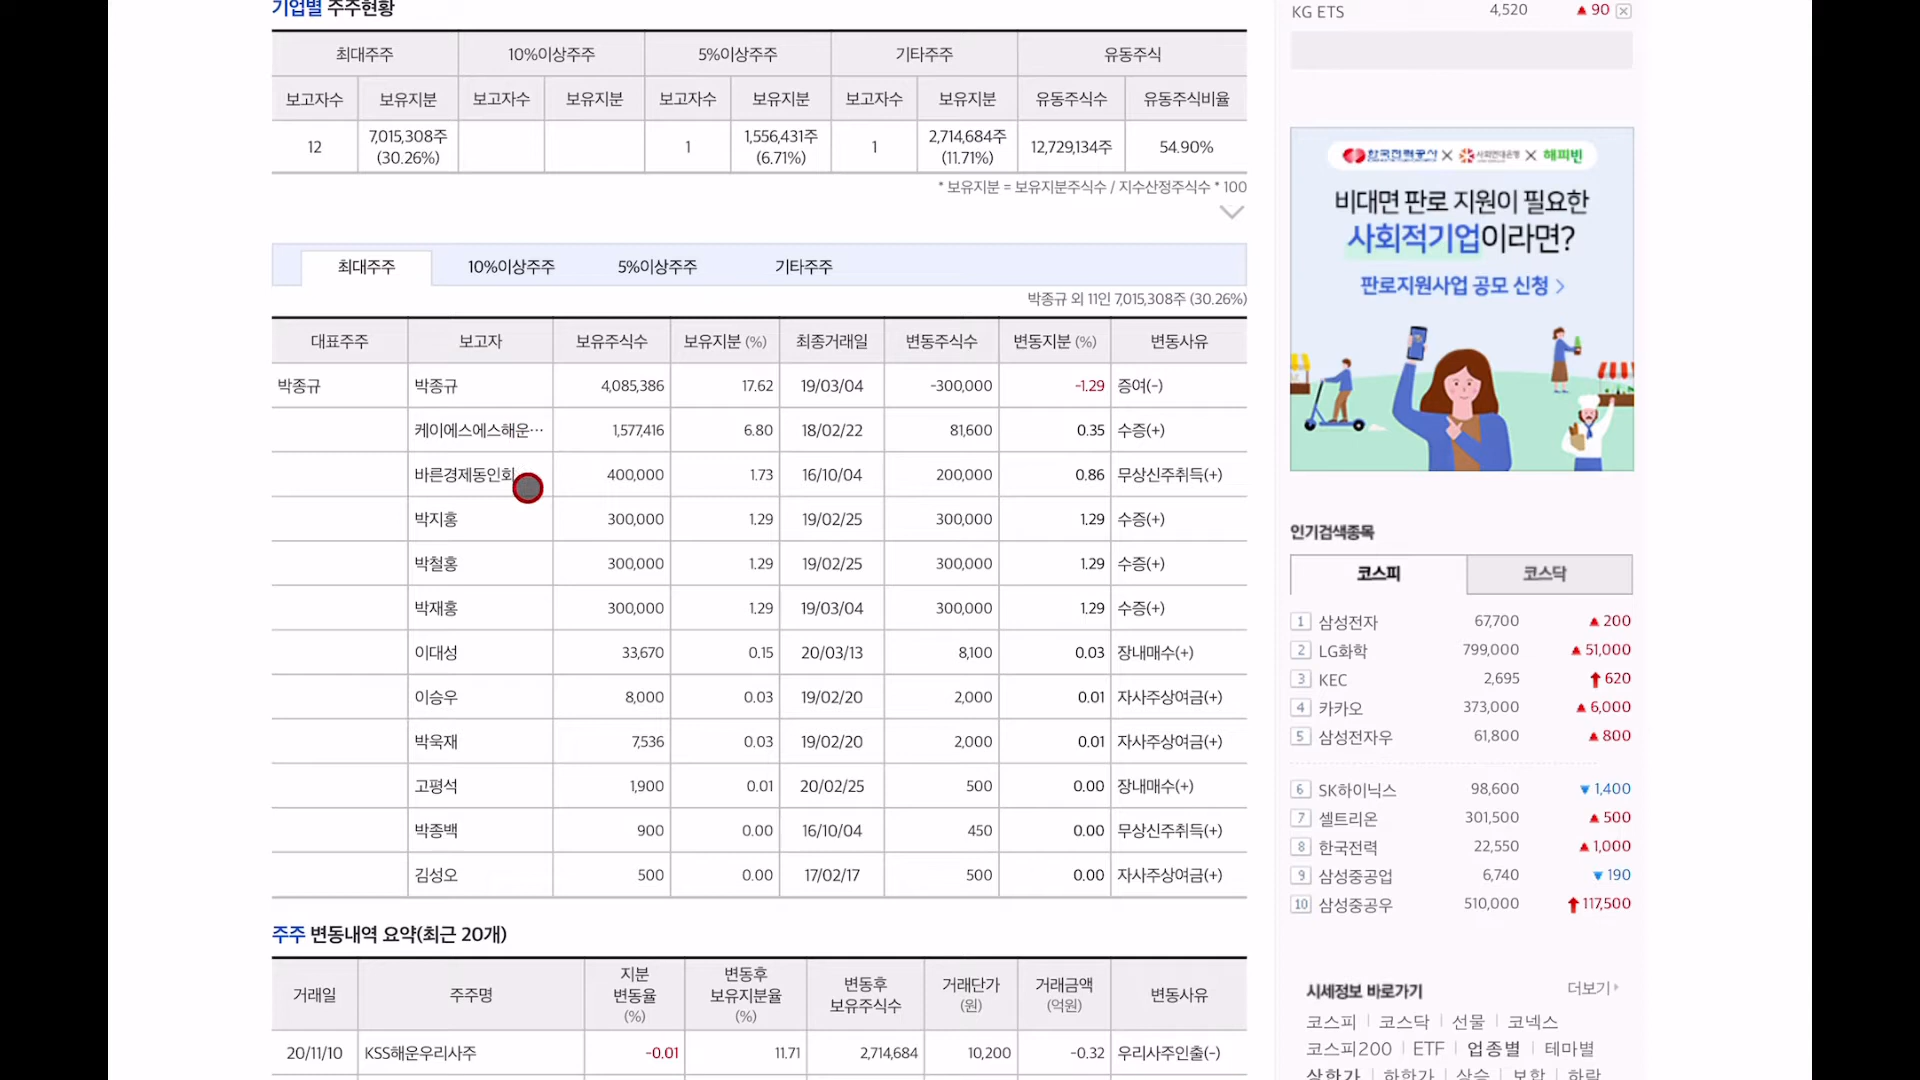 기업별 주주현황
최대주주 10%이상주주 5%이상주주 기타주주 유동주식
보고자수 보유지분 보고자수 보유지분 보고자수 보유지분 보고자수 보유지분 유동주식수 유동주식비율
12 7,015,308주 (30.26%) 1 1,556,431주 (6.71%) 1 2,714,684주 (11.71%) 12,729,134주 54.90%
* 보유지분 = 보유지분주식수 / 지수산정주식수 * 100
최대주주 10%이상주주 5%이상주주 기타주주
박종규 외 11인 7,015,308주 (30.26%)
대표주주 보고자 보유주식수 보유지분 (%) 최종거래일 변동주식수 변동지분 (%) 변동사유
박종규 박종규 4,085,386 17.62 19/03/04 -300,000 -1.29 증여(-)
케이에스에스해운… 1,577,416 6.80 18/02/22 81,600 0.35 수증(+)
바른경제동인회 400,000 1.73 16/10/04 200,000 0.86 무상신주취득(+)
박지홍 300,000 1.29 19/02/25 300,000 1.29 수증(+)
박철홍 300,000 1.29 19/02/25 300,000 1.29 수증(+)
박재홍 300,000 1.29 19/03/04 300,000 1.29 수증(+)
이대성 33,670 0.15 20/03/13 8,100 0.03 장내매수(+)
이승우 8,000 0.03 19/02/20 2,000 0.01 자사주상여금(+)
박욱재 7,536 0.03 19/02/20 2,000 0.01 자사주상여금(+)
고평석 1,900 0.01 20/02/25 500 0.00 장내매수(+)
박종백 900 0.00 16/10/04 450 0.00 무상신주취득(+)
김성오 500 0.00 17/02/17 500 0.00 자사주상여금(+)
주주 변동내역 요약(최근 20개)
거래일 주주명 지분 변동율 (%) 변동후 보유지분율 (%) 변동후 보유주식수 거래단가 (원) 거래금액 (억원) 변동사유
20/11/10 KSS해운우리사주 -0.01 11.71 2,714,684 10,200 -0.32 우리사주인출(-)
KG ETS 4,520 ▲ 90
한국전력공사 × 사회연대은행 × 해피빈
비대면 판로 지원이 필요한
사회적기업이라면?
판로지원사업 공모 신청 >
인기검색종목
코스피 코스닥
1 삼성전자 67,700 ▲ 200
2 LG화학 799,000 ▲ 51,000
3 KEC 2,695 ↑ 620
4 카카오 373,000 ▲ 6,000
5 삼성전자우 61,800 ▲ 800
6 SK하이닉스 98,600 ▼ 1,400
7 셀트리온 301,500 ▲ 500
8 한국전력 22,550 ▲ 1,000
9 삼성중공업 6,740 ▼ 190
10 삼성중공우 510,000 ↑ 117,500
시세정보 바로가기 더보기
코스피 | 코스닥 | 선물 | 코넥스
코스피200 | ETF | 업종별 | 테마별
상한가 | 하한가 | 상승 | 보합 | 하락